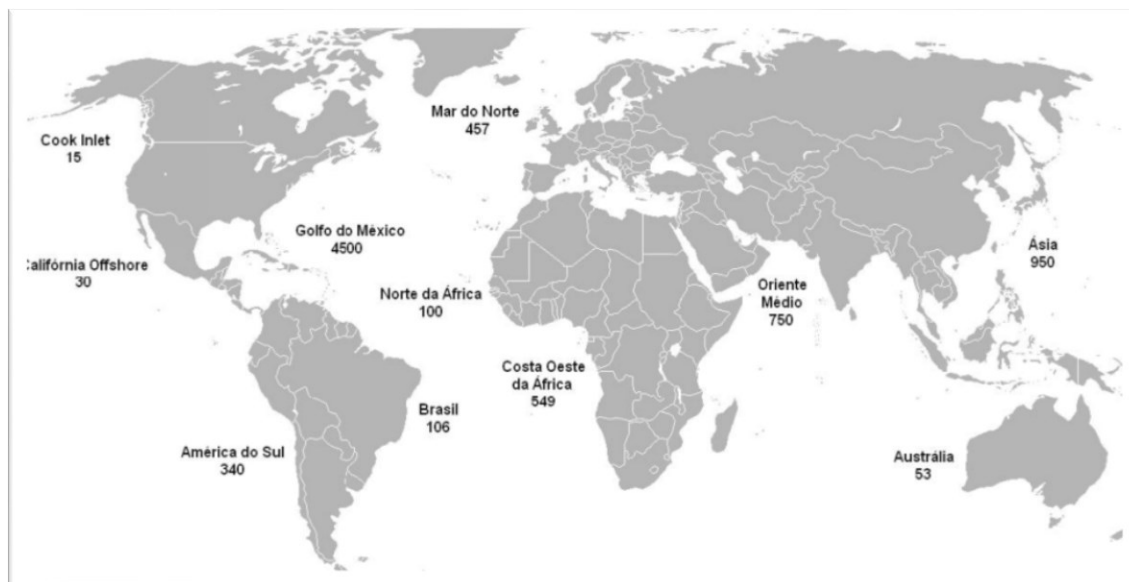 Mar do Norte
457
Cook Inlet
15
Golfo do México
4500
Ásia
950
alifórnia Offshore
30
Norte da África
100
Oriente
Médio
750
Costa Oeste
da África
549
Brasil
106
América do Sul
340
Austrália
53